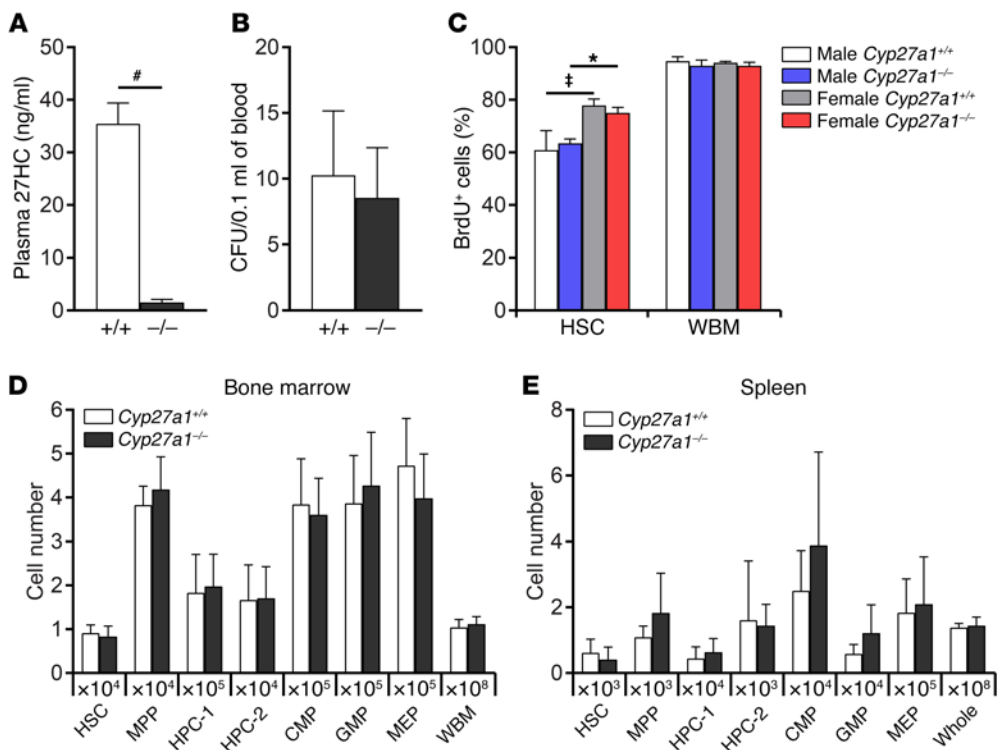 A
Plasma 27HC (ng/ml)
50
40
30
20
10
0
#
+/+ –/–
B
CFU/0.1 ml of blood
20
15
10
5
0
+/+ –/–
C
BrdU⁺ cells (%)
100
80
60
40
20
0
‡
*
HSC WBM
Male Cyp27a1⁺/⁺
Male Cyp27a1⁻/⁻
Female Cyp27a1⁺/⁺
Female Cyp27a1⁻/⁻
D
Bone marrow
Cyp27a1⁺/⁺
Cyp27a1⁻/⁻
Cell number
6
5
4
3
2
1
0
×10⁴ ×10⁴ ×10⁵ ×10⁴ ×10⁵ ×10⁵ ×10⁵ ×10⁸
HSC MPP HPC-1 HPC-2 CMP GMP MEP WBM
E
Spleen
Cyp27a1⁺/⁺
Cyp27a1⁻/⁻
Cell number
8
6
4
2
0
×10³ ×10³ ×10⁴ ×10³ ×10⁴ ×10⁴ ×10⁵ ×10⁸
HSC MPP HPC-1 HPC-2 CMP GMP MEP Whole